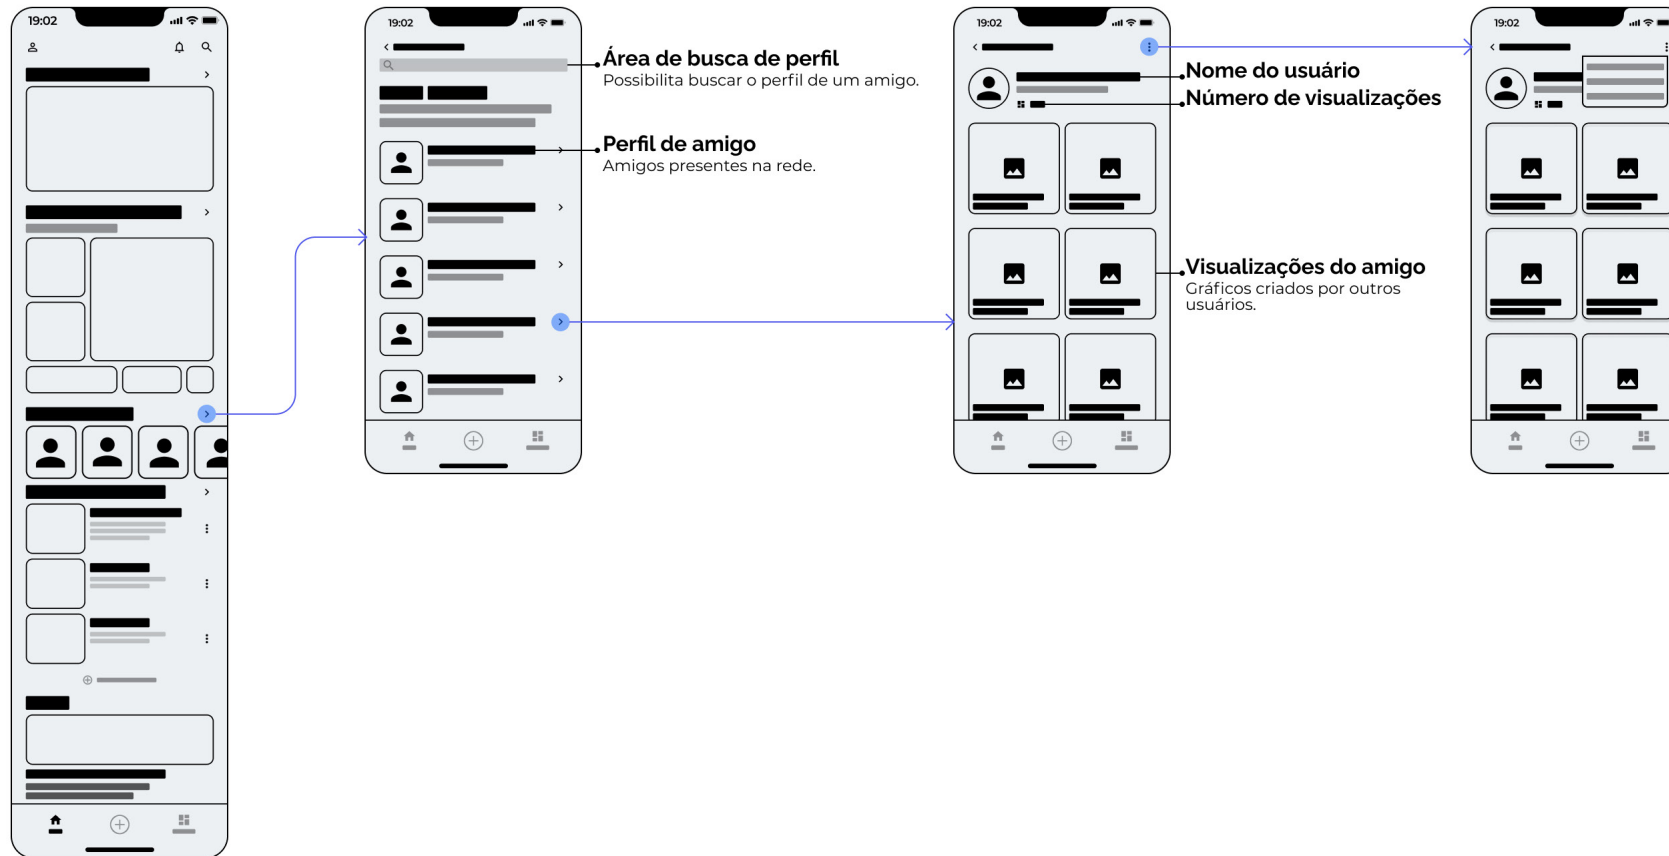 19:02
19:02
Área de busca de perfil
Possibilita buscar o perfil de um amigo.
Perfil de amigo
Amigos presentes na rede.
19:02
Nome do usuário
Número de visualizações
Visualizações do amigo
Gráficos criados por outros
usuários.
19:02